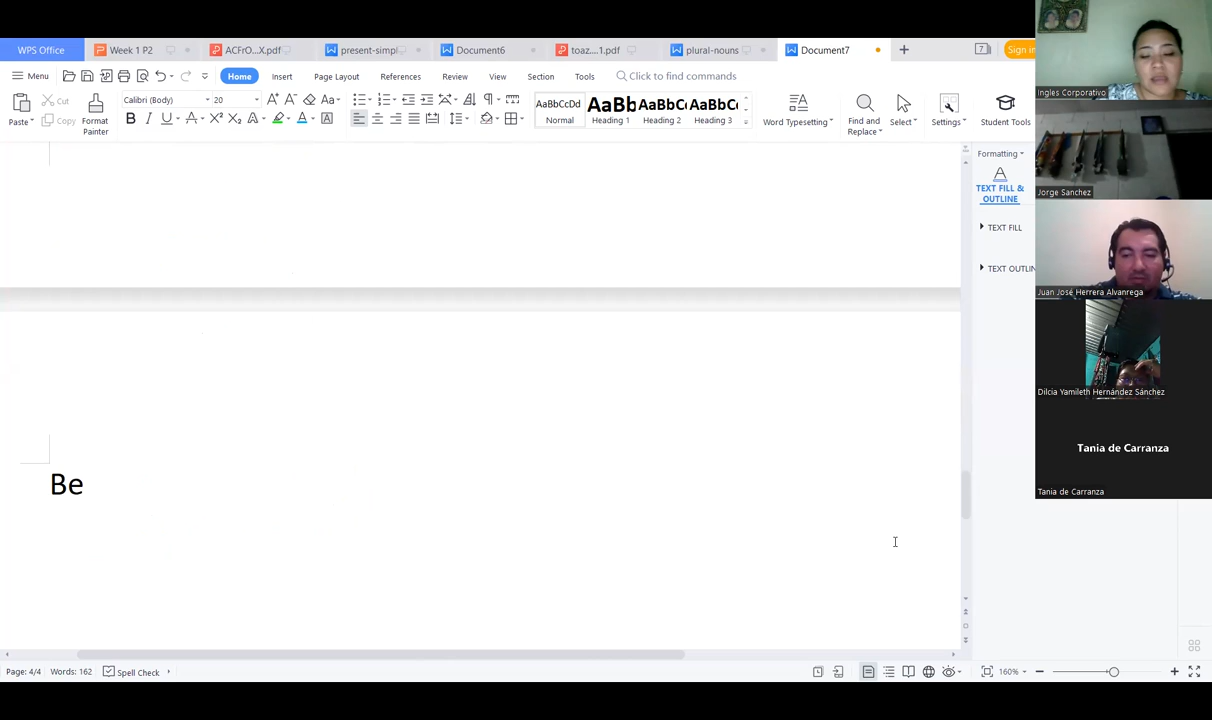 WPS Office
Week 1 P2
ACFrO...X.pdf
present-simpl
Document6
toaz....1.pdf
plural-nouns
Document7
7
Sign in
Menu
Home
Insert
Page Layout
References
Review
View
Section
Tools
Click to find commands
Paste
Cut
Copy
Format
Painter
Calibri (Body)
20
AaBbCcDd
Normal
AaBb
Heading 1
AaBbC
Heading 2
AaBbC
Heading 3
Word Typesetting
Find and
Replace
Select
Settings
Student Tools
Formatting
TEXT FILL &
OUTLINE
TEXT FILL
TEXT OUTLIN
Be
Ingles Corporativo
Jorge Sanchez
Juan José Herrera Alvanrega
Dilcia Yamileth Hernández Sánchez
Tania de Carranza
Tania de Carranza
Page: 4/4
Words: 162
Spell Check
160%